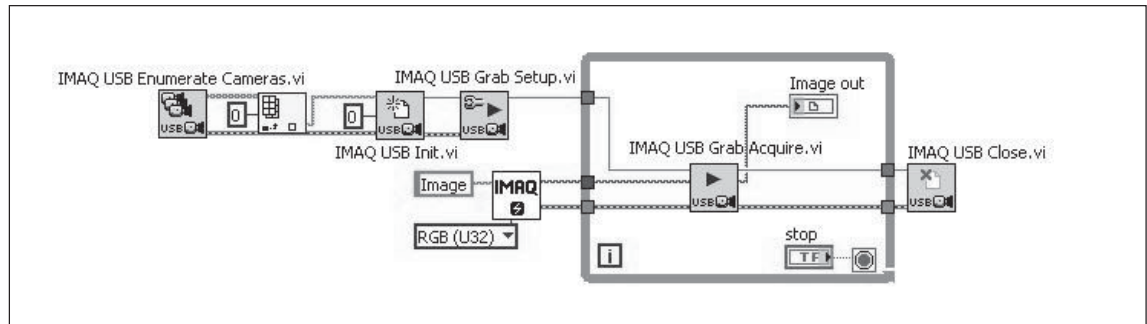 IMAQ USB Enumerate Cameras.vi
IMAQ USB Grab Setup.vi
Image out
0
0
USB
USB
USB
IMAQ USB Init.vi
IMAQ USB Grab Acquire.vi
IMAQ USB Close.vi
Image
IMAQ
USB
USB
RGB (U32)
stop
i
TF